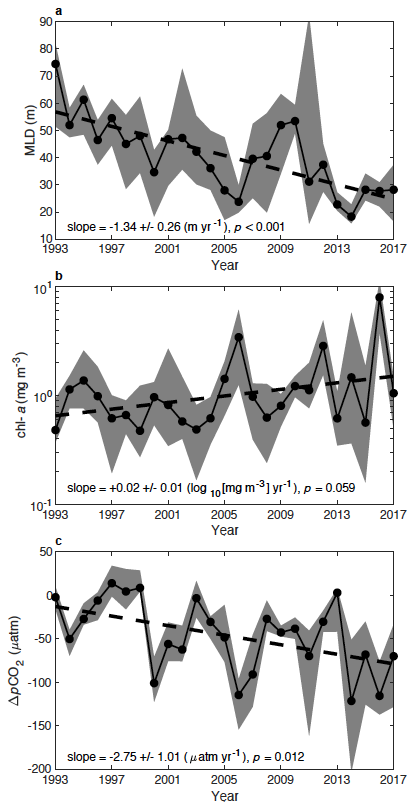 a
90
80
70
60
50
40
30
20
10
MLD (m)
slope = -1.34 +/- 0.26 (m yr⁻¹), p < 0.001
1993 1997 2001 2005 2009 2013 2017
Year
b
10¹
10⁰
10⁻¹
chl- a (mg m⁻³)
slope = +0.02 +/- 0.01 (log ₁₀[mg m⁻³] yr⁻¹), p = 0.059
1993 1997 2001 2005 2009 2013 2017
Year
c
50
0
-50
-100
-150
-200
ΔpCO₂ (μatm)
slope = -2.75 +/- 1.01 (μatm yr⁻¹), p = 0.012
1993 1997 2001 2005 2009 2013 2017
Year